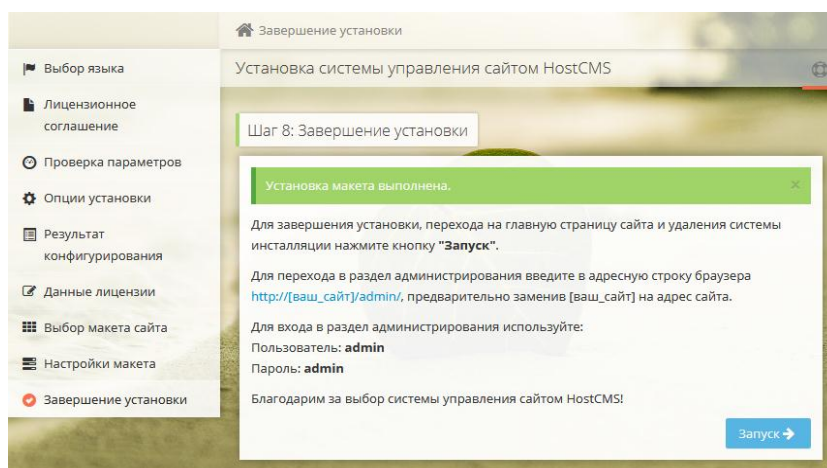 Завершение установки
Выбор языка
Лицензионное
соглашение
Проверка параметров
Опции установки
Результат
конфигурирования
Данные лицензии
Выбор макета сайта
Настройки макета
Завершение установки
Установка системы управления сайтом HostCMS
Шаг 8: Завершение установки
Установка макета выполнена.
×
Для завершения установки, перехода на главную страницу сайта и удаления системы
инсталляции нажмите кнопку "Запуск".
Для перехода в раздел администрирования введите в адресную строку браузера
http://[ваш_сайт]/admin/, предварительно заменив [ваш_сайт] на адрес сайта.
Для входа в раздел администрирования используйте:
Пользователь: admin
Пароль: admin
Благодарим за выбор системы управления сайтом HostCMS!
Запуск